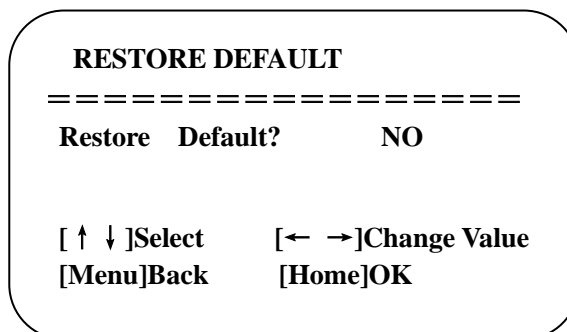 RESTORE DEFAULT
=================
Restore Default? NO
[ ↑ ↓ ]Select [← →]Change Value
[Menu]Back [Home]OK